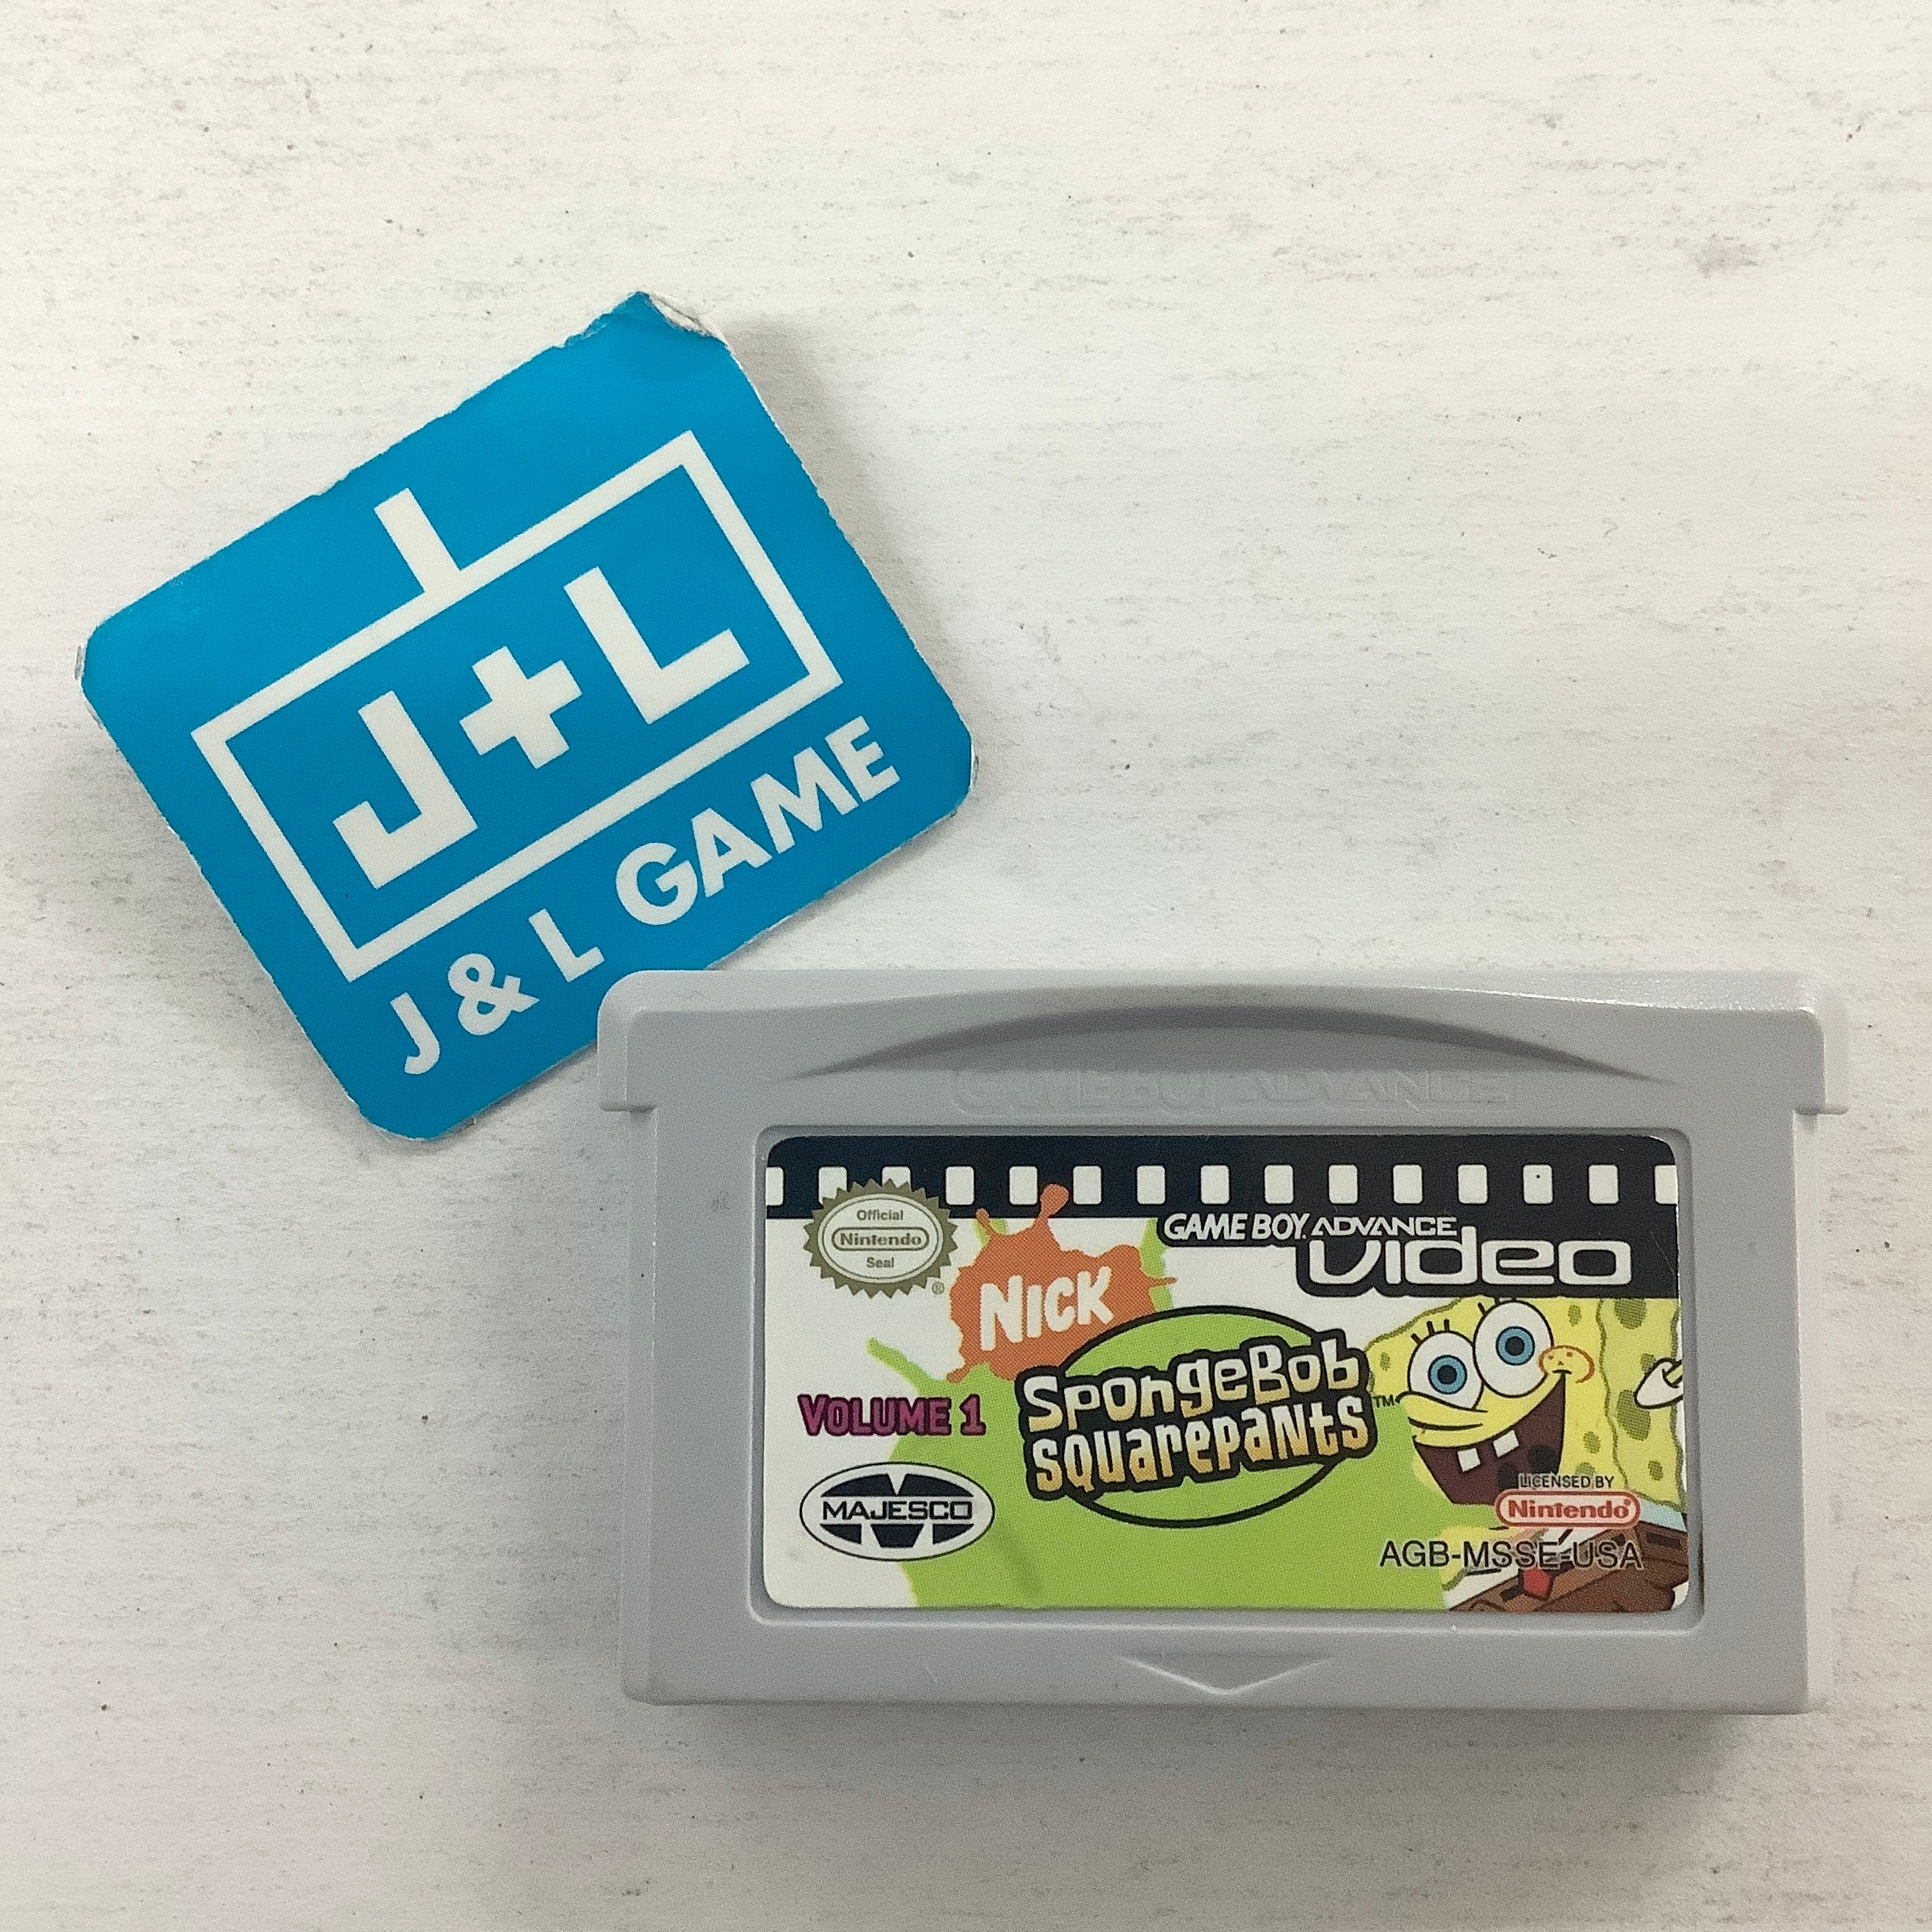 J+L
J & L GAME
GAME BOY ADVANCE
Official
Nintendo
Seal
®
GAME BOY ADVANCE
video
NICK
SpongeBob
SquarePants
TM
VOLUME 1
MAJESCO
LICENSED BY
Nintendo®
AGB-MSSE-USA